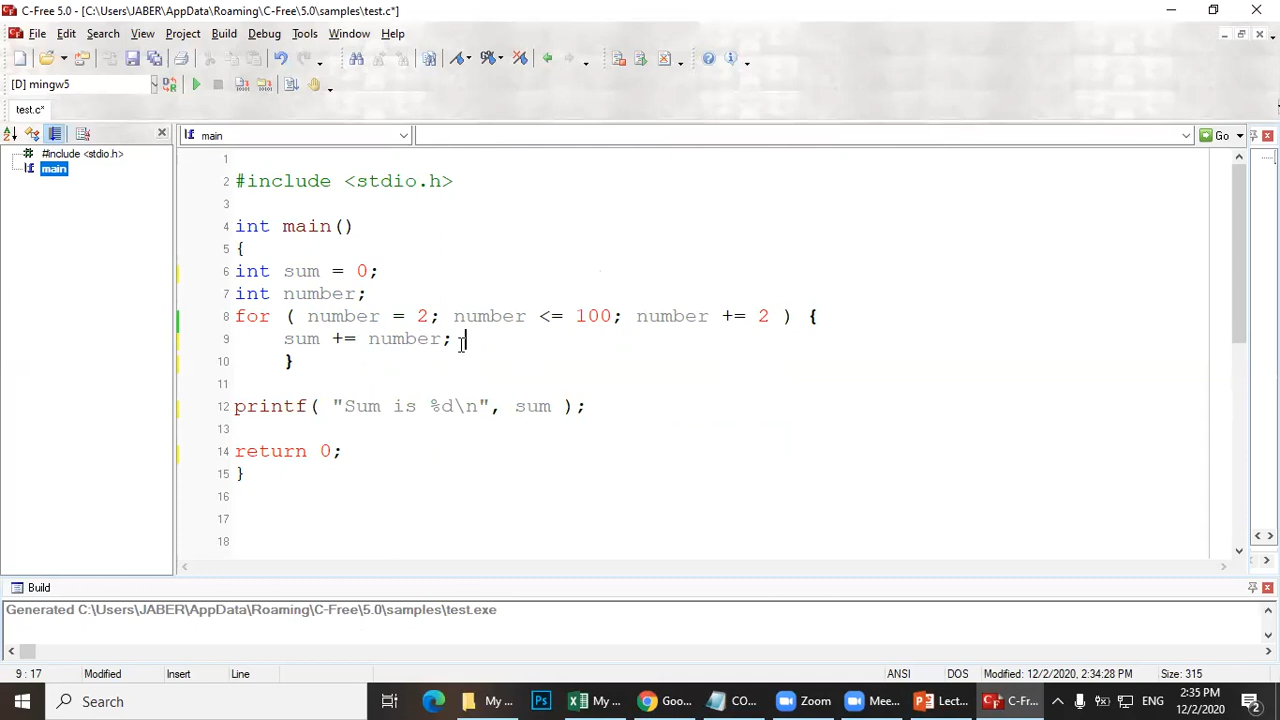 C-Free 5.0 - [C:\Users\JABER\AppData\Roaming\C-Free\5.0\samples\test.c*]
File Edit Search View Project Build Debug Tools Window Help
[D] mingw5
test.c*
main
Go
#include <stdio.h>
main
1
2 #include <stdio.h>
3
4 int main()
5 {
6 int sum = 0;
7 int number;
8 for ( number = 2; number <= 100; number += 2 ) {
9 sum += number;
10 }
11
12 printf( "Sum is %d\n", sum );
13
14 return 0;
15 }
16
17
18
Build
Generated C:\Users\JABER\AppData\Roaming\C-Free\5.0\samples\test.exe
9 : 17 Modified Insert Line ANSI DOS Modified: 12/2/2020, 2:34:28 PM Size: 315
Search My ... My ... Goo... CO... Zoom Mee... Lect... C-Fr... ENG 2:35 PM
12/2/2020 2